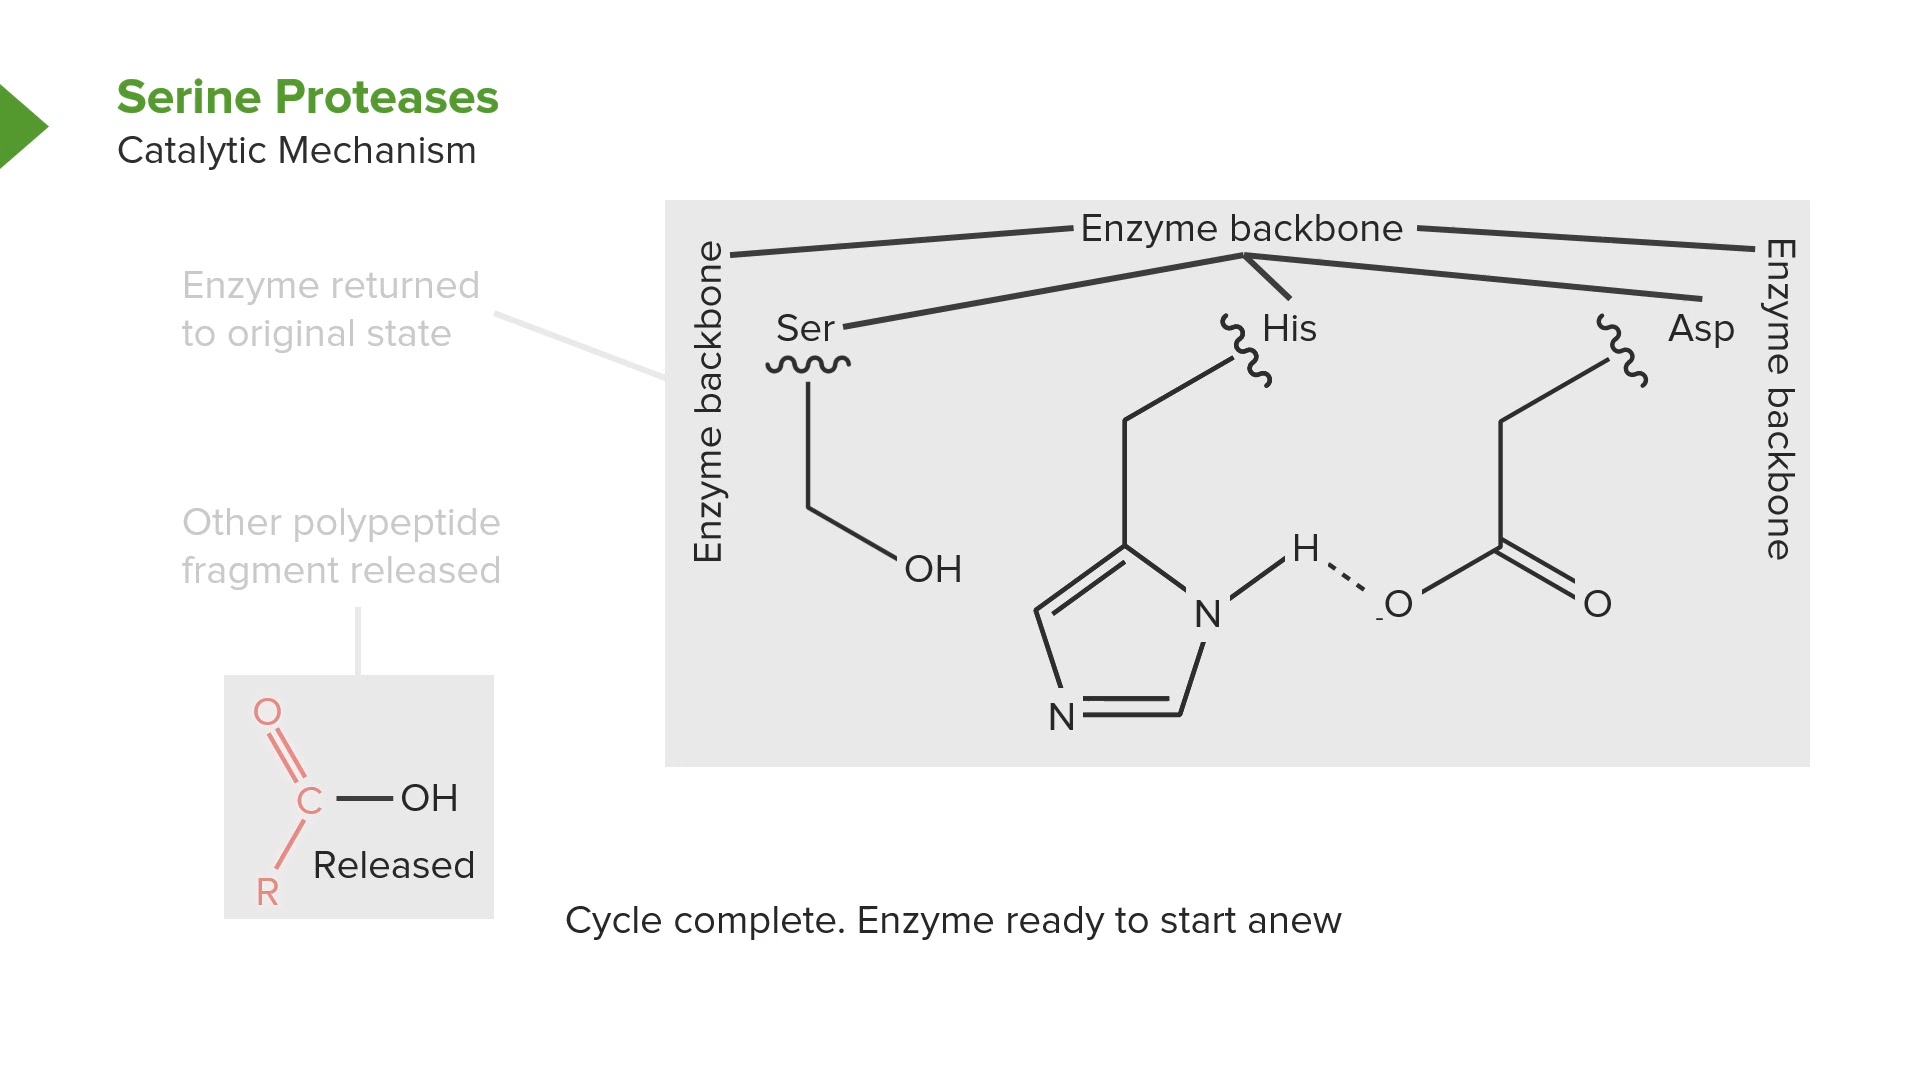 Serine Proteases
Catalytic Mechanism
Enzyme backbone
Enzyme backbone
Enzyme backbone
Enzyme returned
to original state
Ser
His
Asp
Other polypeptide
fragment released
OH
H
N
-O
O
N
O
C
OH
Released
R
Cycle complete. Enzyme ready to start anew